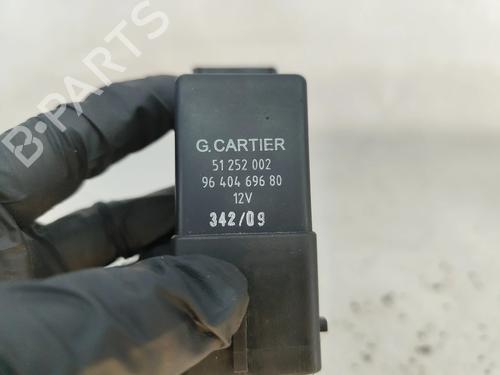 G.CARTIER
51 252 002
96 404 696 80
12V
342/09
B-PARTS